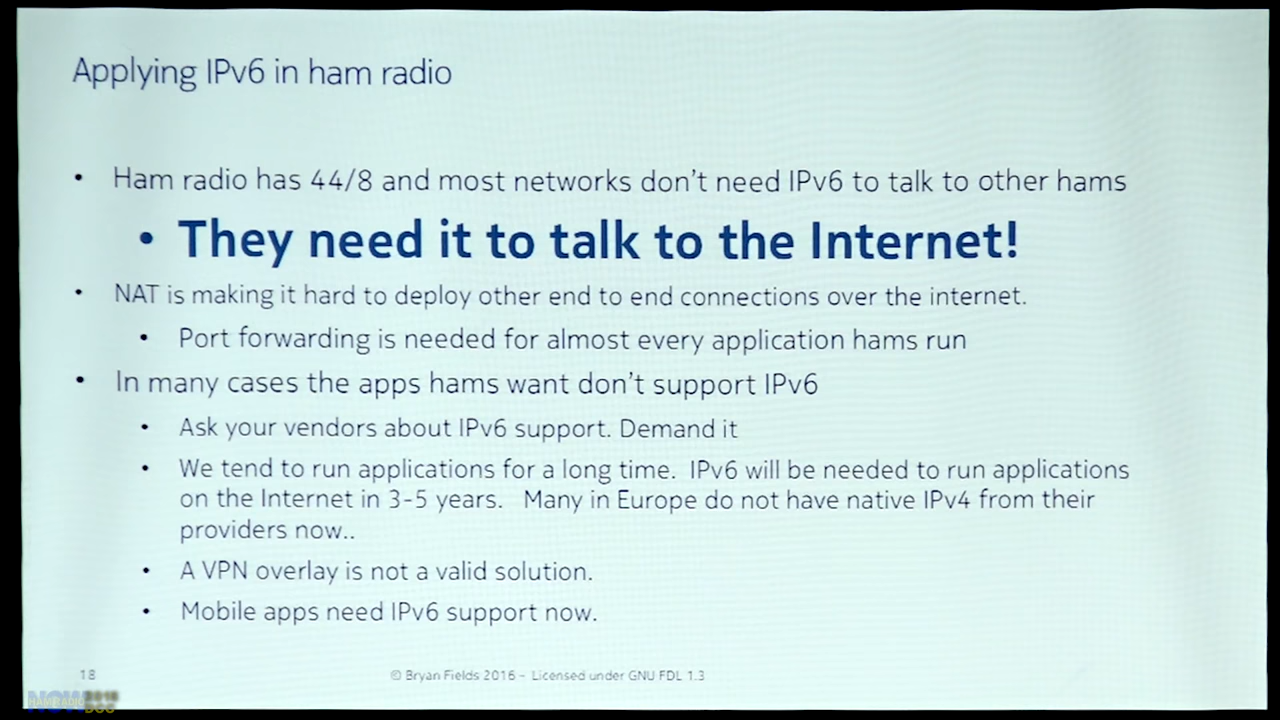 Applying IPv6 in ham radio
• Ham radio has 44/8 and most networks don't need IPv6 to talk to other hams
• They need it to talk to the Internet!
• NAT is making it hard to deploy other end to end connections over the internet.
• Port forwarding is needed for almost every application hams run
• In many cases the apps hams want don't support IPv6
• Ask your vendors about IPv6 support. Demand it
• We tend to run applications for a long time. IPv6 will be needed to run applications
on the Internet in 3-5 years. Many in Europe do not have native IPv4 from their
providers now..
• A VPN overlay is not a valid solution.
• Mobile apps need IPv6 support now.
18
© Bryan Fields 2016 – Licensed under GNU FDL 1.3